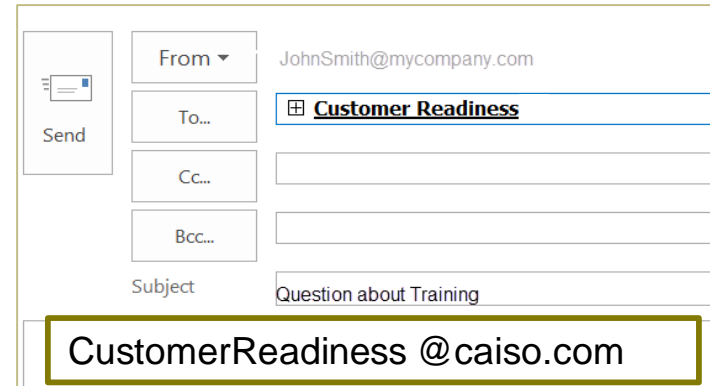 From JohnSmith@mycompany.com
Send
To... Customer Readiness
Cc...
Bcc...
Subject Question about Training
CustomerReadiness @caiso.com